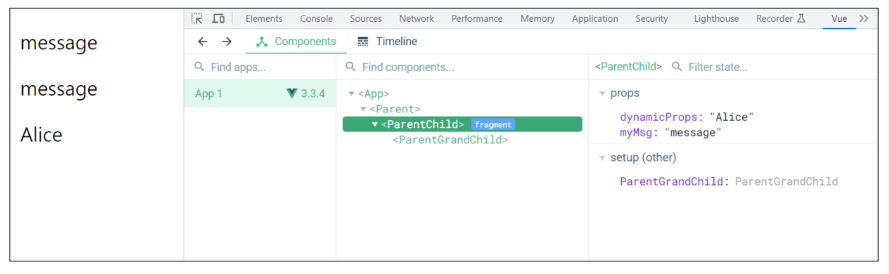 message
message
Alice
Elements Console Sources Network Performance Memory Application Security Lighthouse Recorder Vue >>
← → Components Timeline
Find apps... Find components... <ParentChild> Filter state...
App 1 3.3.4
▾ <App>
▾ <Parent>
▾ <ParentChild> fragment
<ParentGrandChild>
▾ props
dynamicProps: "Alice"
myMsg: "message"
▾ setup (other)
ParentGrandChild: ParentGrandChild